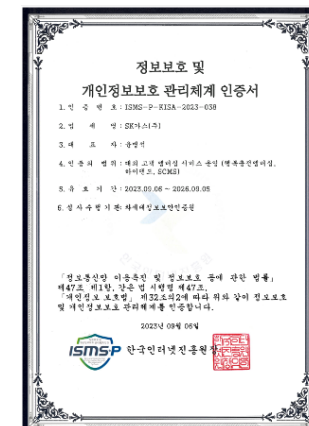 정보보호 및
개인정보보호 관리체계 인증서
1. 인 증 번 호 : ISMS-P-KISA-2023-038
2. 업 체 명 : SK가스(주)
3. 대 표 자 : 윤병석
4. 인증의 범위 : 대외 고객 멤버십 서비스 운영 (행복충전멤버십,
SCMS)
5. 유 효 기 간 : 2023.09.06 ~ 2026.09.05
6. 심사수행기관: 차세대정보보안인증원
「정보통신망 이용촉진 및 정보보호 등에 관한 법률」
제47조 제1항, 같은 법 시행령 제47조,
「개인정보 보호법」 제32조의2에 따라 위와 같이 정보보호
및 개인정보보호 관리체계를 인증합니다.
2023년 09월 06일
ISMS-P 한국인터넷진흥원장